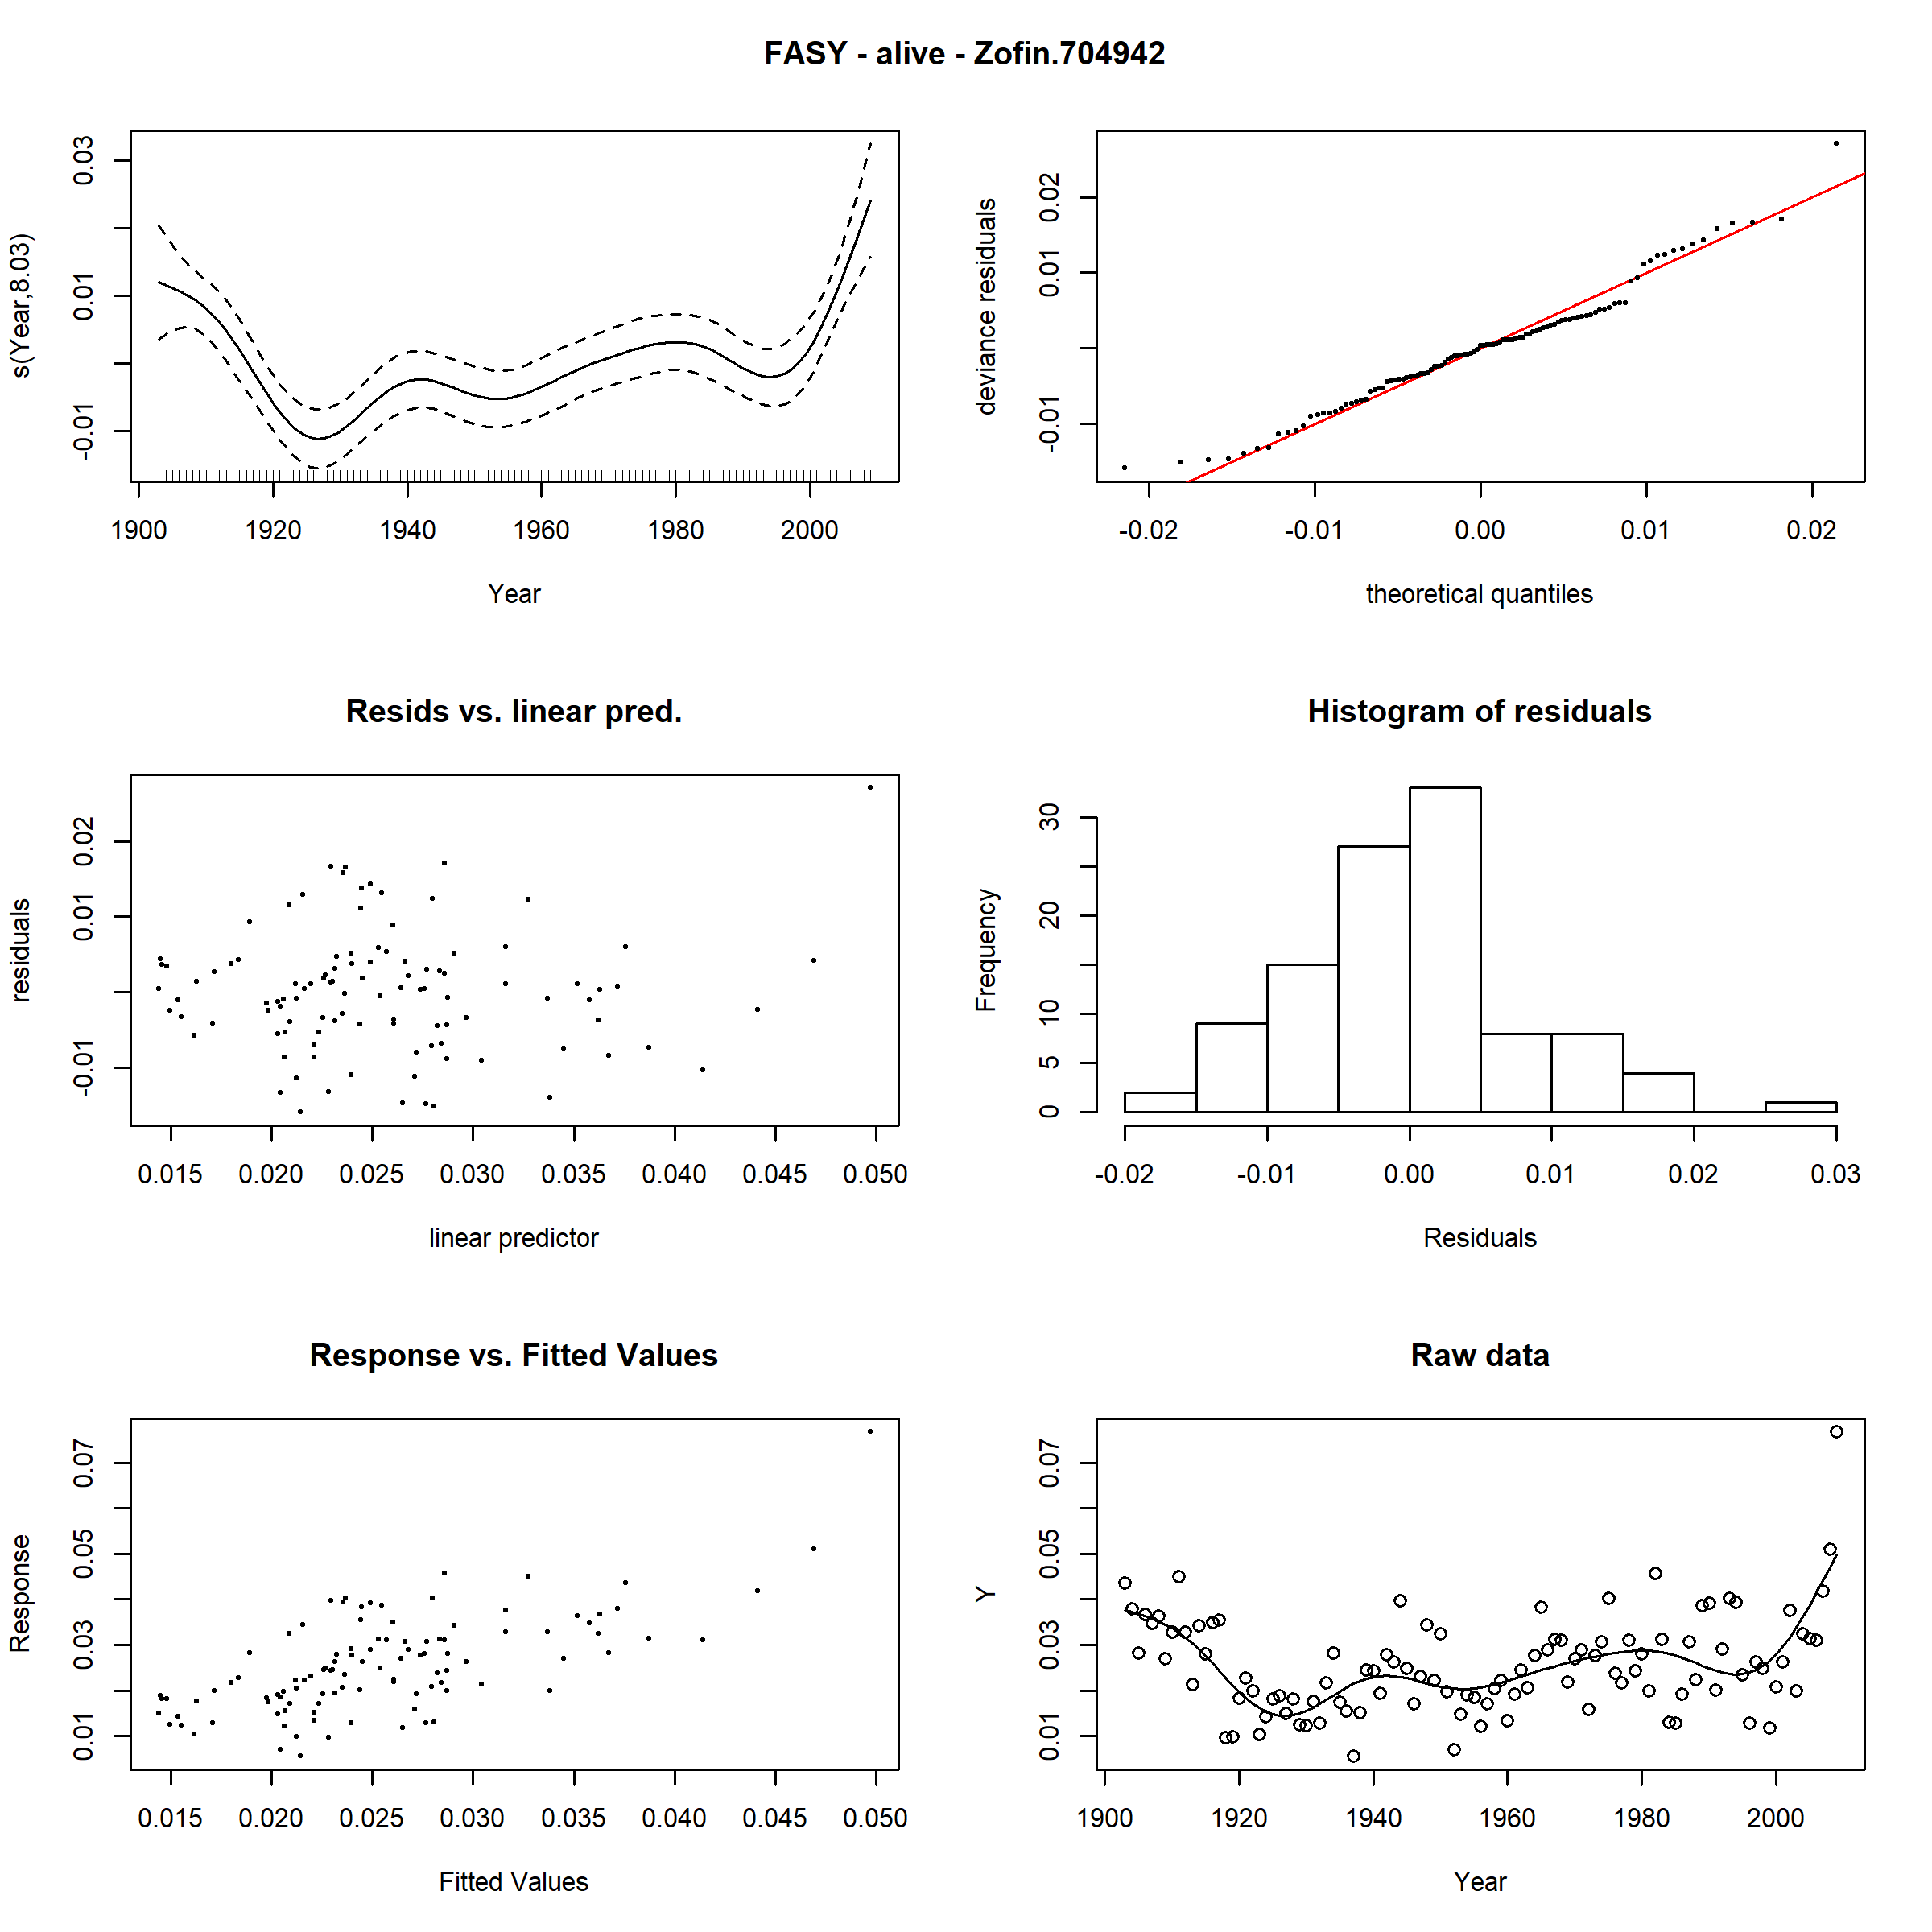 FASY - alive - Zofin.704942
s(Year,8.03)
-0.01 0.01 0.03
1900 1920 1940 1960 1980 2000
Year
deviance residuals
-0.01 0.01 0.02
-0.02 -0.01 0.00 0.01 0.02
theoretical quantiles
Resids vs. linear pred.
residuals
-0.01 0.01 0.02
0.015 0.020 0.025 0.030 0.035 0.040 0.045 0.050
linear predictor
Histogram of residuals
Frequency
0 5 10 20 30
-0.02 -0.01 0.00 0.01 0.02 0.03
Residuals
Response vs. Fitted Values
Response
0.01 0.03 0.05 0.07
0.015 0.020 0.025 0.030 0.035 0.040 0.045 0.050
Fitted Values
Raw data
Y
0.01 0.03 0.05 0.07
1900 1920 1940 1960 1980 2000
Year